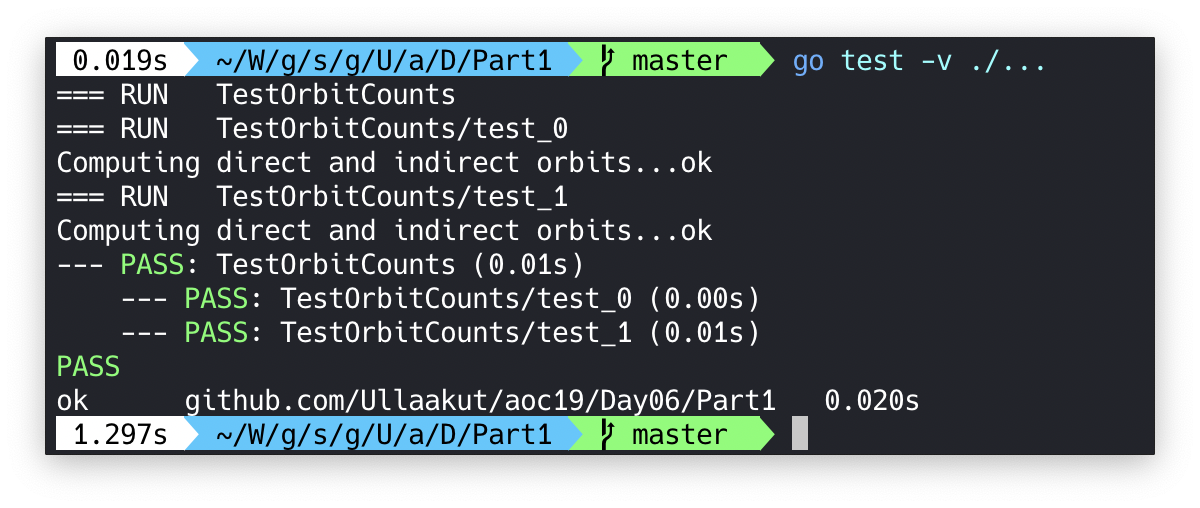 0.019s ~/W/g/s/g/U/a/D/Part1 master go test -v ./...
=== RUN   TestOrbitCounts
=== RUN   TestOrbitCounts/test_0
Computing direct and indirect orbits...ok
=== RUN   TestOrbitCounts/test_1
Computing direct and indirect orbits...ok
--- PASS: TestOrbitCounts (0.01s)
    --- PASS: TestOrbitCounts/test_0 (0.00s)
    --- PASS: TestOrbitCounts/test_1 (0.01s)
PASS
ok      github.com/Ullaakut/aoc19/Day06/Part1   0.020s
1.297s ~/W/g/s/g/U/a/D/Part1 master